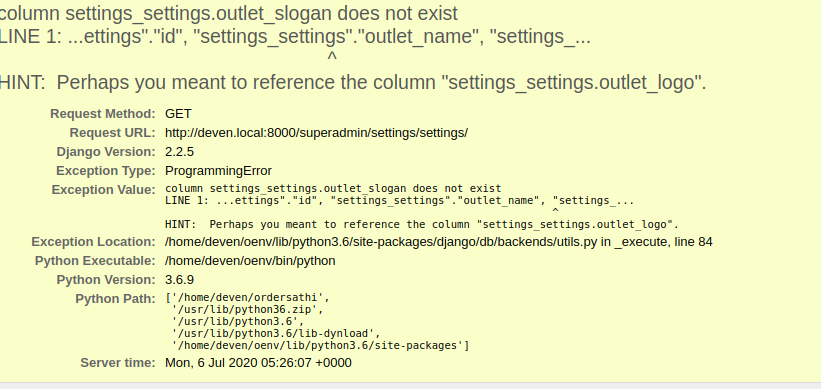 column settings_settings.outlet_slogan does not exist
LINE 1: ...ettings"."id", "settings_settings"."outlet_name", "settings_...
^
HINT:  Perhaps you meant to reference the column "settings_settings.outlet_logo".
Request Method: GET
Request URL: http://deven.local:8000/superadmin/settings/settings/
Django Version: 2.2.5
Exception Type: ProgrammingError
Exception Value: column settings_settings.outlet_slogan does not exist
LINE 1: ...ettings"."id", "settings_settings"."outlet_name", "settings_...
^
HINT:  Perhaps you meant to reference the column "settings_settings.outlet_logo".
Exception Location: /home/deven/oenv/lib/python3.6/site-packages/django/db/backends/utils.py in _execute, line 84
Python Executable: /home/deven/oenv/bin/python
Python Version: 3.6.9
Python Path: ['/home/deven/ordersathi',
'/usr/lib/python36.zip',
'/usr/lib/python3.6',
'/usr/lib/python3.6/lib-dynload',
'/home/deven/oenv/lib/python3.6/site-packages']
Server time: Mon, 6 Jul 2020 05:26:07 +0000